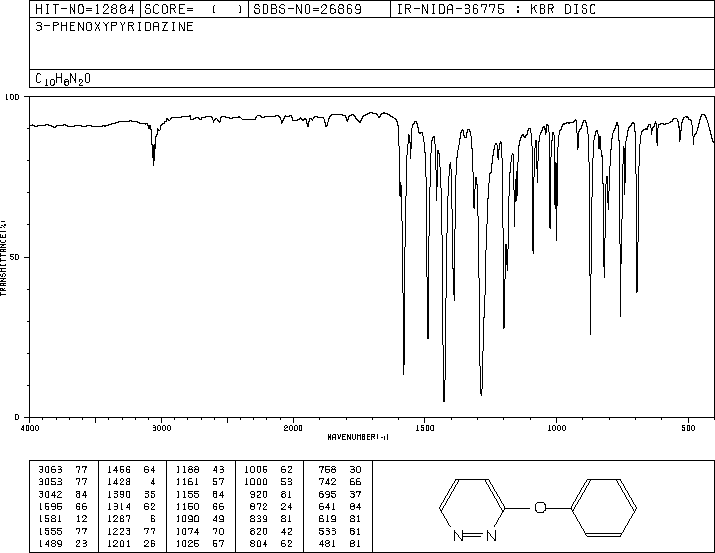 HIT-NO=12884 SCORE= ( ) SDBS-NO=26869 IR-NIDA-36775 : KBR DISC
3-PHENOXYPYRIDAZINE
C10H8N2O
100
50
0
TRANSMITTANCE(%)
4000 3000 2000 1500 1000 500
WAVENUMBER(-1)
3063 77 1456 64 1188 43 1006 62 758 30
3053 77 1428 4 1161 57 1000 53 742 66
3042 84 1390 35 1155 84 920 81 695 37
1595 66 1314 62 1150 66 872 24 641 84
1581 12 1287 6 1090 49 839 81 619 81
1555 77 1223 77 1074 70 820 42 533 81
1489 23 1201 26 1025 57 804 62 481 81
N=N
O